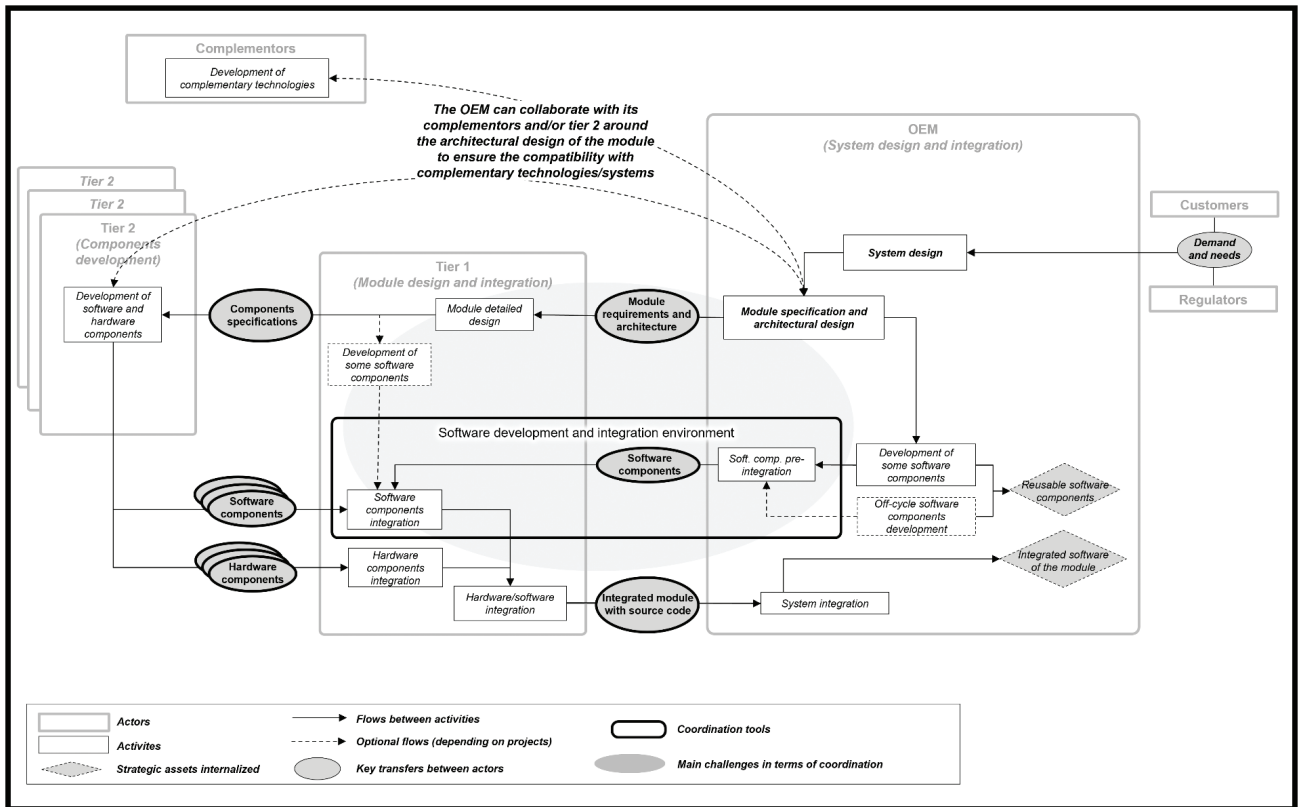 Complementors
Development of
complementary technologies
The OEM can collaborate with its
complementors and/or tier 2 around
the architectural design of the module
to ensure the compatibility with
complementary technologies/systems
OEM
(System design and integration)
Tier 2
Tier 2
Tier 2
(Components
development)
Customers
Demand
and needs
Regulators
System design
Tier 1
(Module design and integration)
Development of
software and
hardware
components
Components
specifications
Module detailed
design
Module
requirements and
architecture
Module specification and
architectural design
Development of
some software
components
Software development and integration environment
Software
components
Soft. comp. pre-
integration
Development of
some software
components
Reusable software
components
Off-cycle software
components
development
Software
components
Software
components
integration
Hardware
components
Hardware
components
integration
Integrated software
of the module
Hardware/software
integration
Integrated module
with source code
System integration
Actors
Activites
Strategic assets internalized
Flows between activities
Optional flows (depending on projects)
Key transfers between actors
Coordination tools
Main challenges in terms of coordination